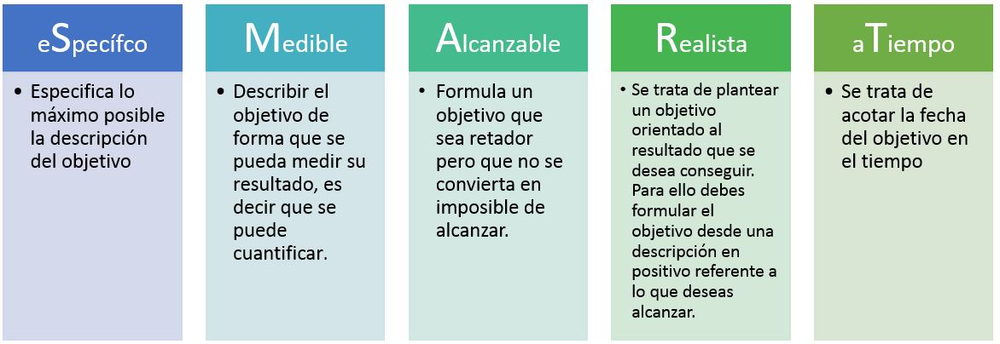 eSpecífco
• Especifica lo
máximo posible
la descripción
del objetivo
Medible
• Describir el
objetivo de
forma que se
pueda medir su
resultado, es
decir que se
puede
cuantificar.
Alcanzable
• Formula un
objetivo que
sea retador
pero que no se
convierta en
imposible de
alcanzar.
Realista
• Se trata de plantear
un objetivo
orientado al
resultado que se
desea conseguir.
Para ello debes
formular el
objetivo desde una
descripción en
positivo referente a
lo que deseas
alcanzar.
aTiempo
• Se trata de
acotar la fecha
del objetivo en
el tiempo